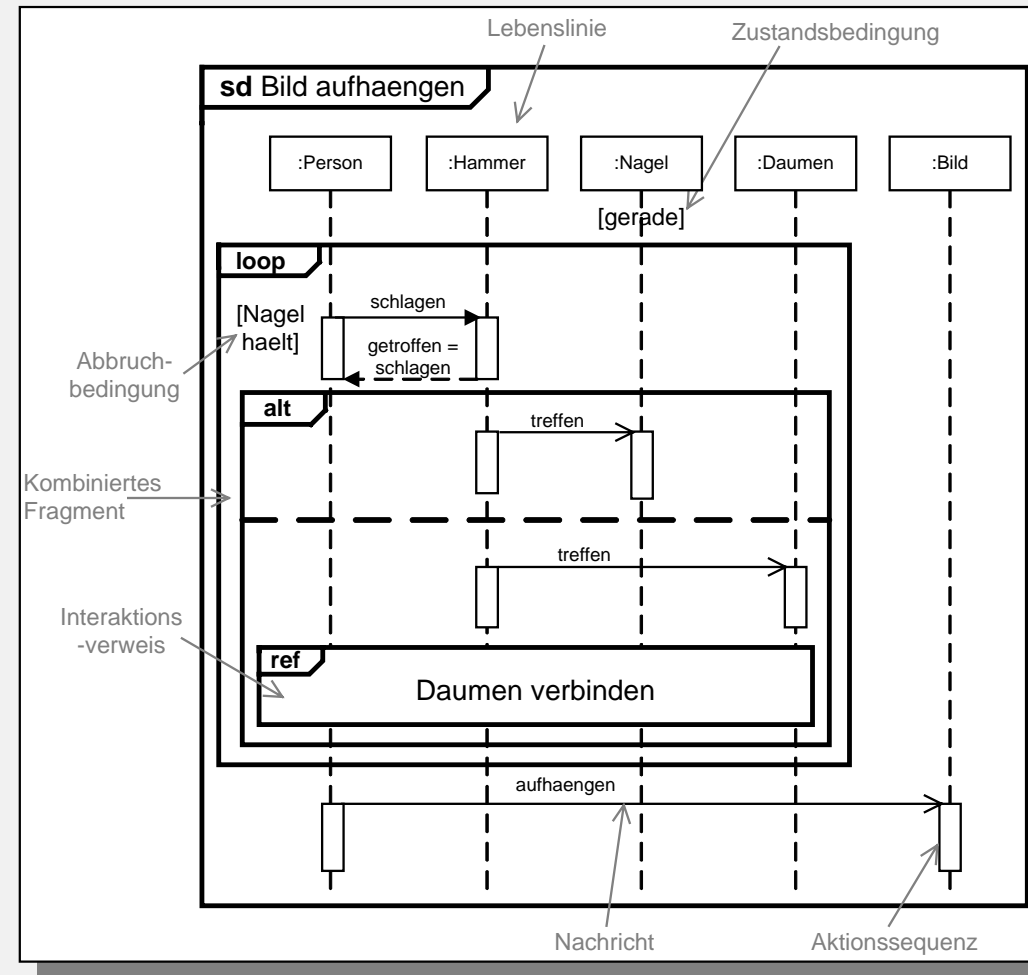 Lebenslinie
Zustandsbedingung
sd Bild aufhaengen
:Person
:Hammer
:Nagel
:Daumen
:Bild
[gerade]
loop
[Nagel
haelt]
schlagen
getroffen =
schlagen
Abbruch-
bedingung
alt
treffen
Kombiniertes
Fragment
treffen
Interaktions
-verweis
ref
Daumen verbinden
aufhaengen
Nachricht
Aktionssequenz